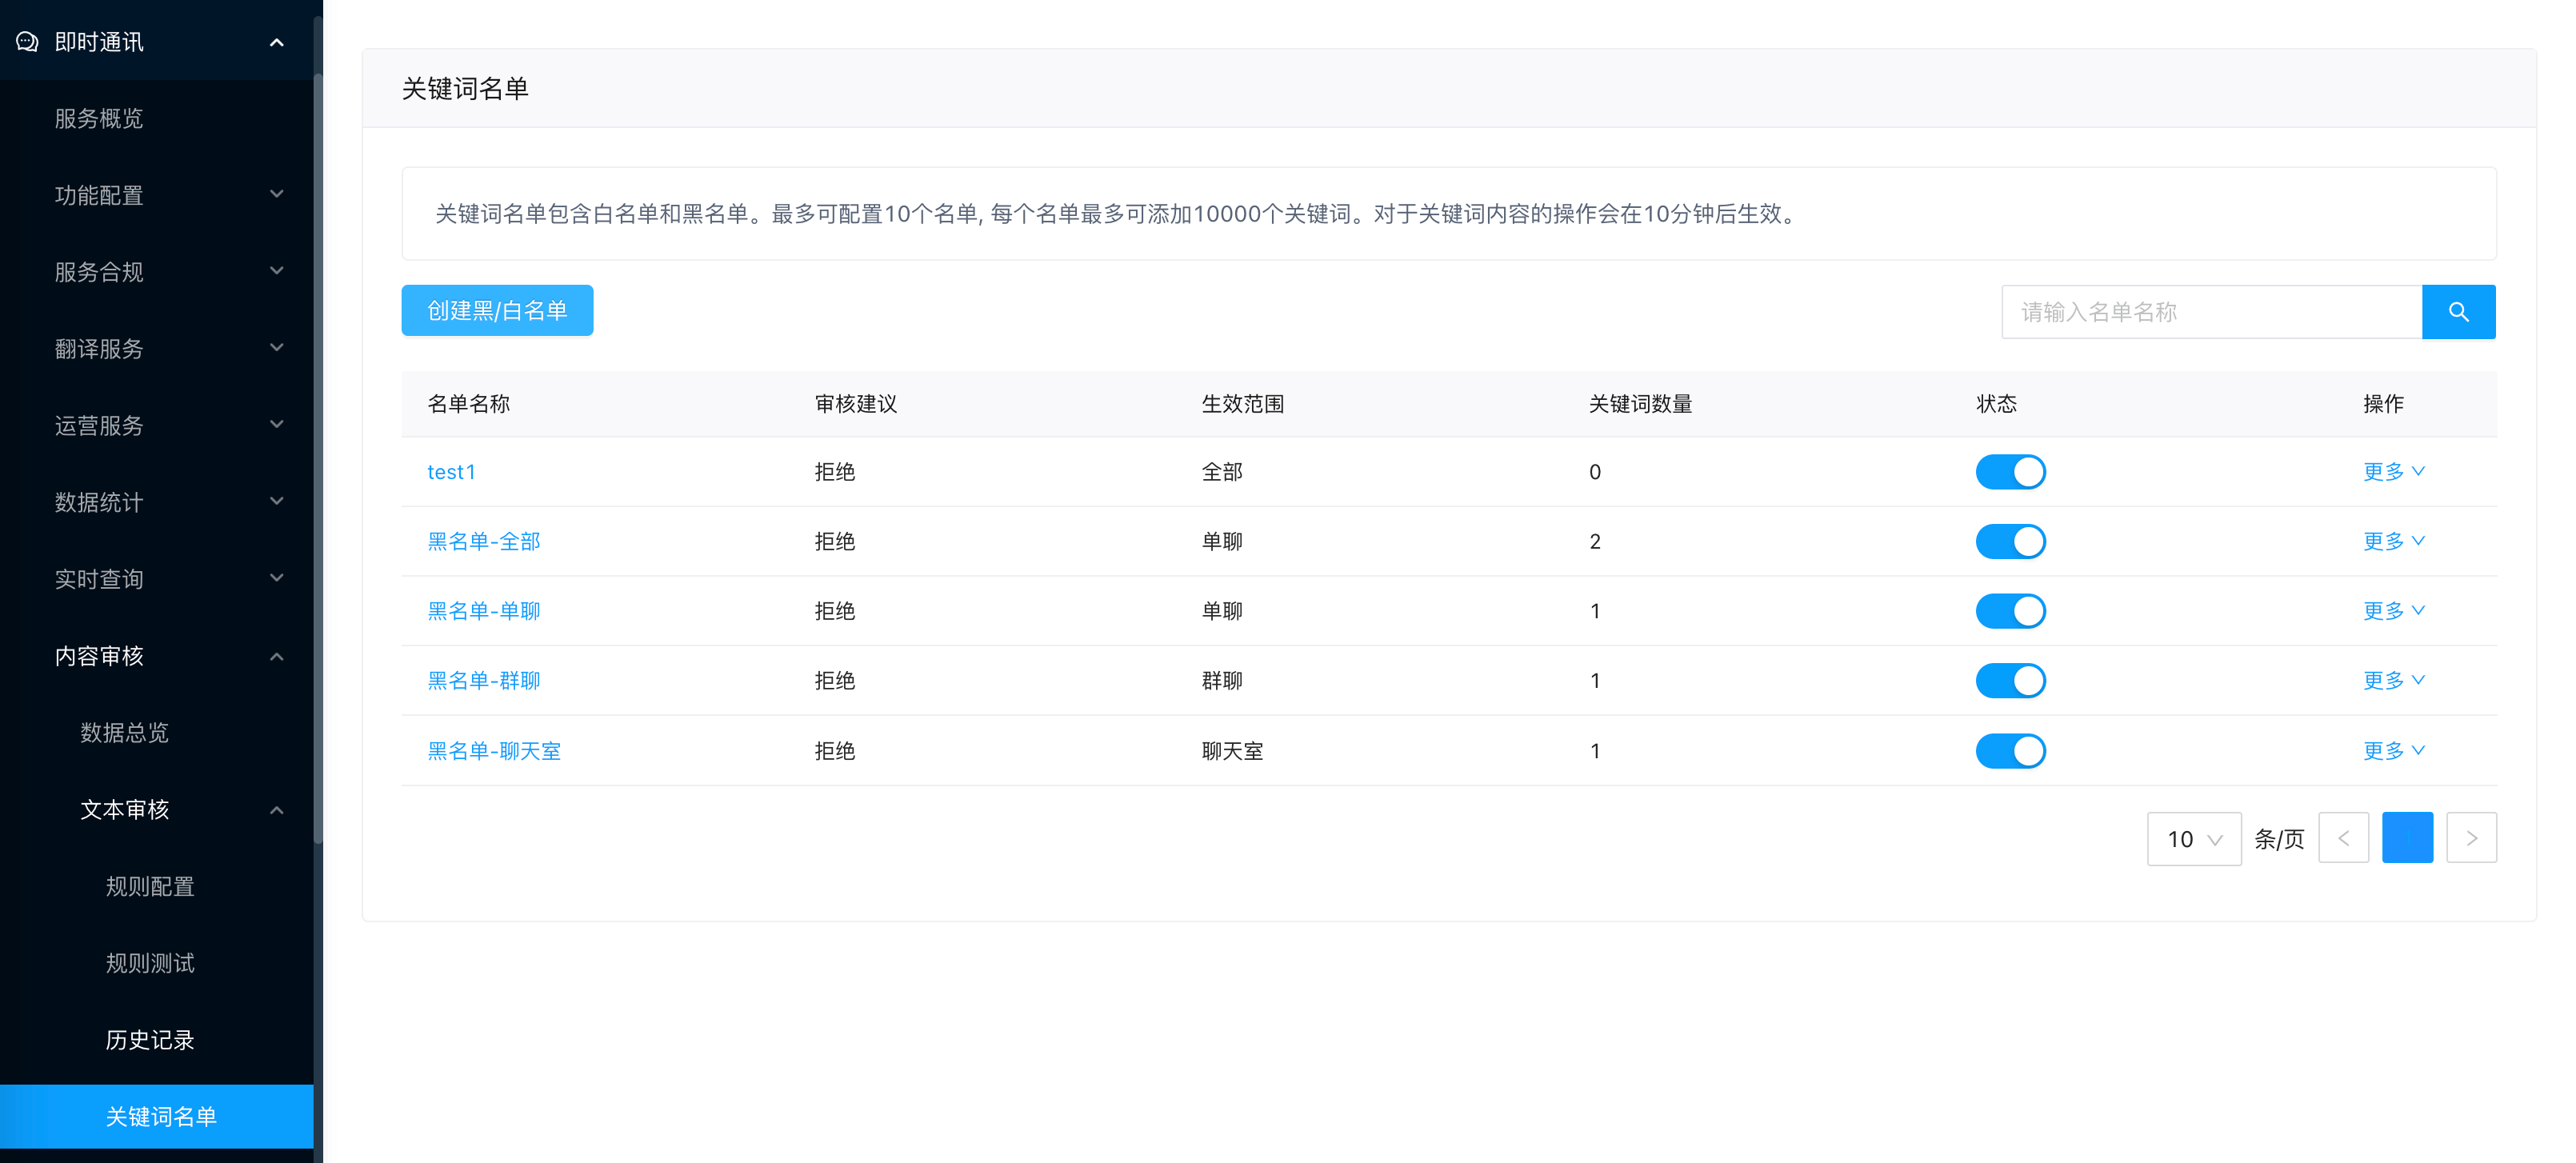 即时通讯
服务概览
功能配置
服务合规
翻译服务
运营服务
数据统计
实时查询
内容审核
数据总览
文本审核
规则配置
规则测试
历史记录
关键词名单
关键词名单
关键词名单包含白名单和黑名单。最多可配置10个名单, 每个名单最多可添加10000个关键词。对于关键词内容的操作会在10分钟后生效。
创建黑/白名单
请输入名单名称
名单名称 审核建议 生效范围 关键词数量 状态 操作
test1 拒绝 全部 0 更多
黑名单-全部 拒绝 单聊 2 更多
黑名单-单聊 拒绝 单聊 1 更多
黑名单-群聊 拒绝 群聊 1 更多
黑名单-聊天室 拒绝 聊天室 1 更多
10 条/页